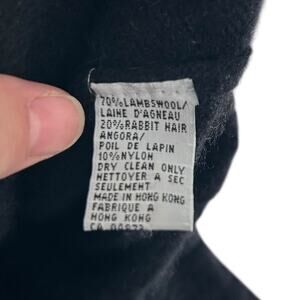 70% LAMBSWOOL/
LAINE D'AGNEAU
20% RABBIT HAIR
ANGORA/
POIL DE LAPIN
10% NYLON
DRY CLEAN ONLY
NETTOYER A SEC
SEULEMENT
MADE IN HONG KONG
FABRIQUE A
HONG KONG
CA